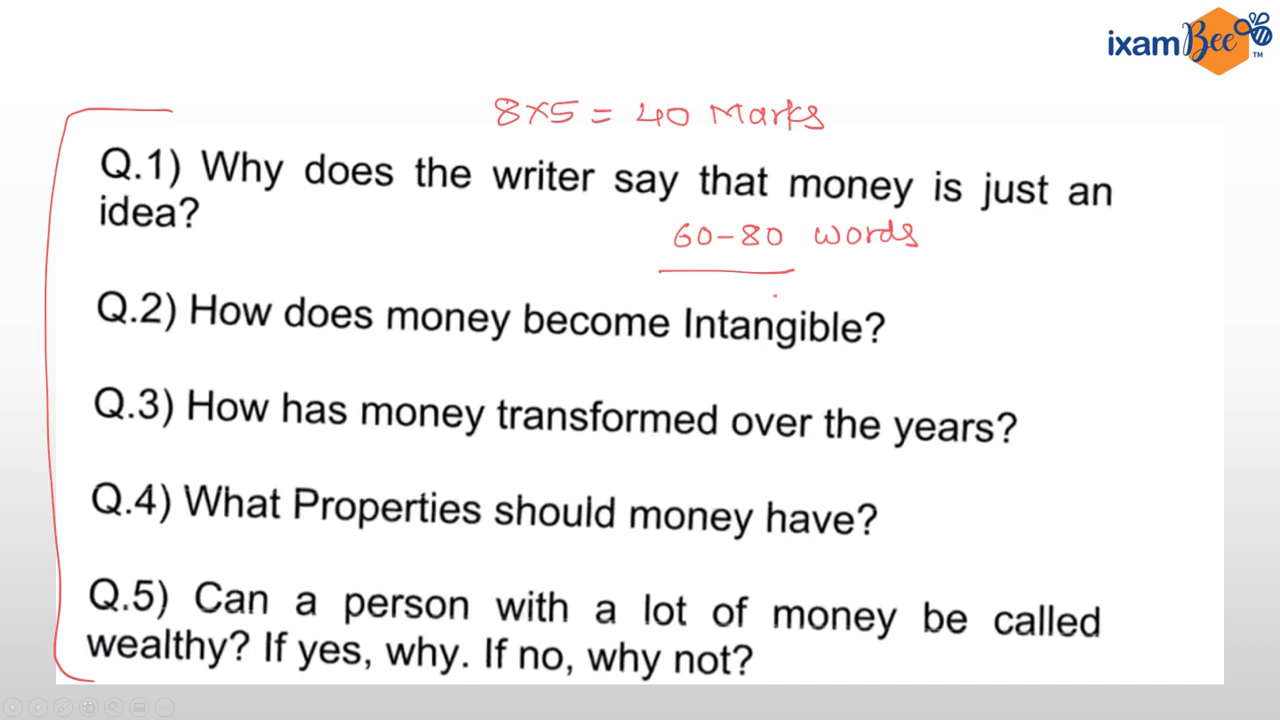 ixamBee
TM
8x5 = 40 Marks
Q.1) Why does the writer say that money is just an
idea?
60-80 words
Q.2) How does money become Intangible?
Q.3) How has money transformed over the years?
Q.4) What Properties should money have?
Q.5) Can a person with a lot of money be called
wealthy? If yes, why. If no, why not?